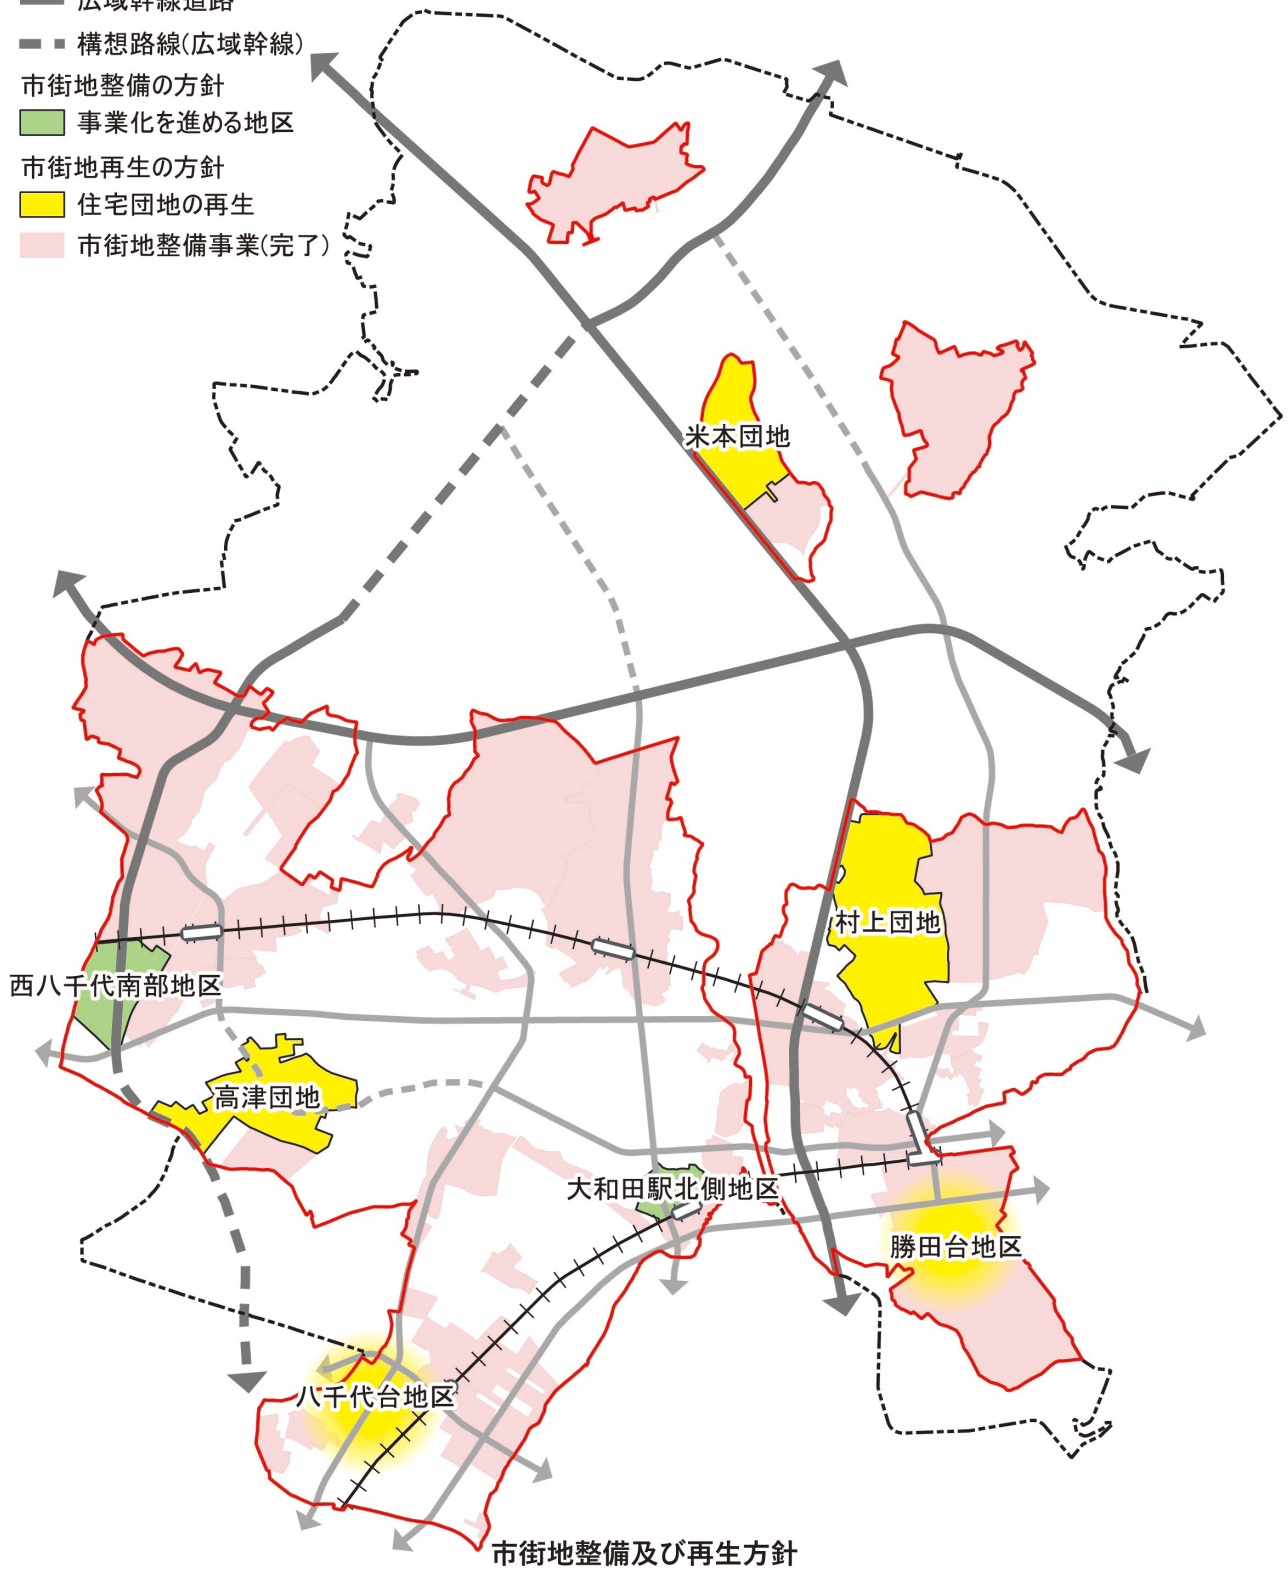 広域幹線道路
構想路線(広域幹線)
市街地整備の方針
事業化を進める地区
市街地再生の方針
住宅団地の再生
市街地整備事業(完了)
米本団地
村上団地
西八千代南部地区
高津団地
大和田駅北側地区
勝田台地区
八千代台地区
市街地整備及び再生方針